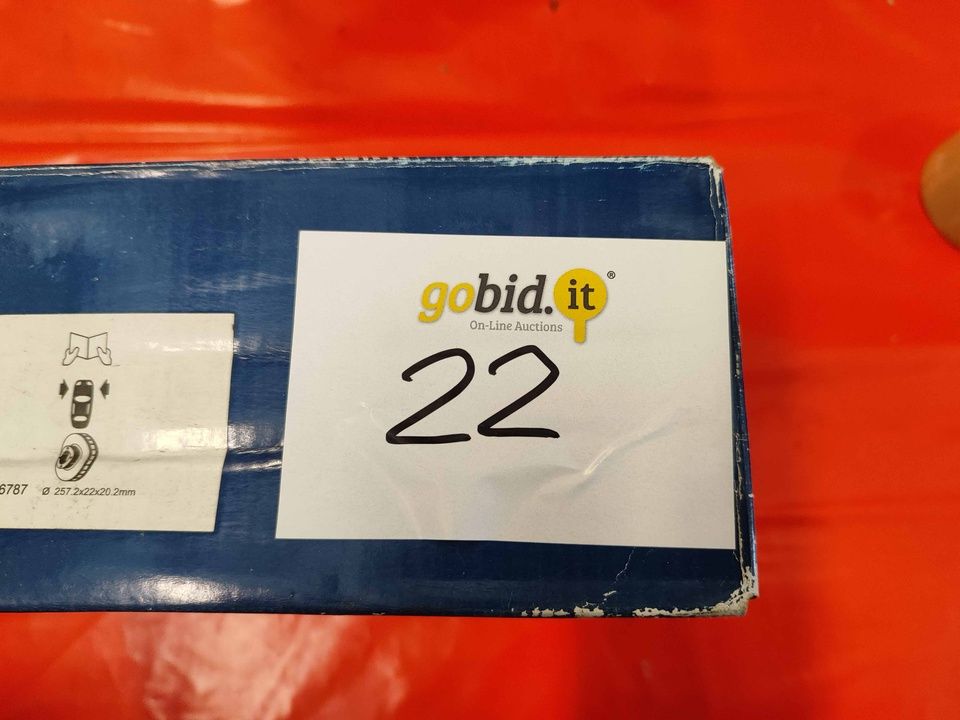 gobid.it®
On-Line Auctions
22
6787 Ø 257.2x22x20.2mm